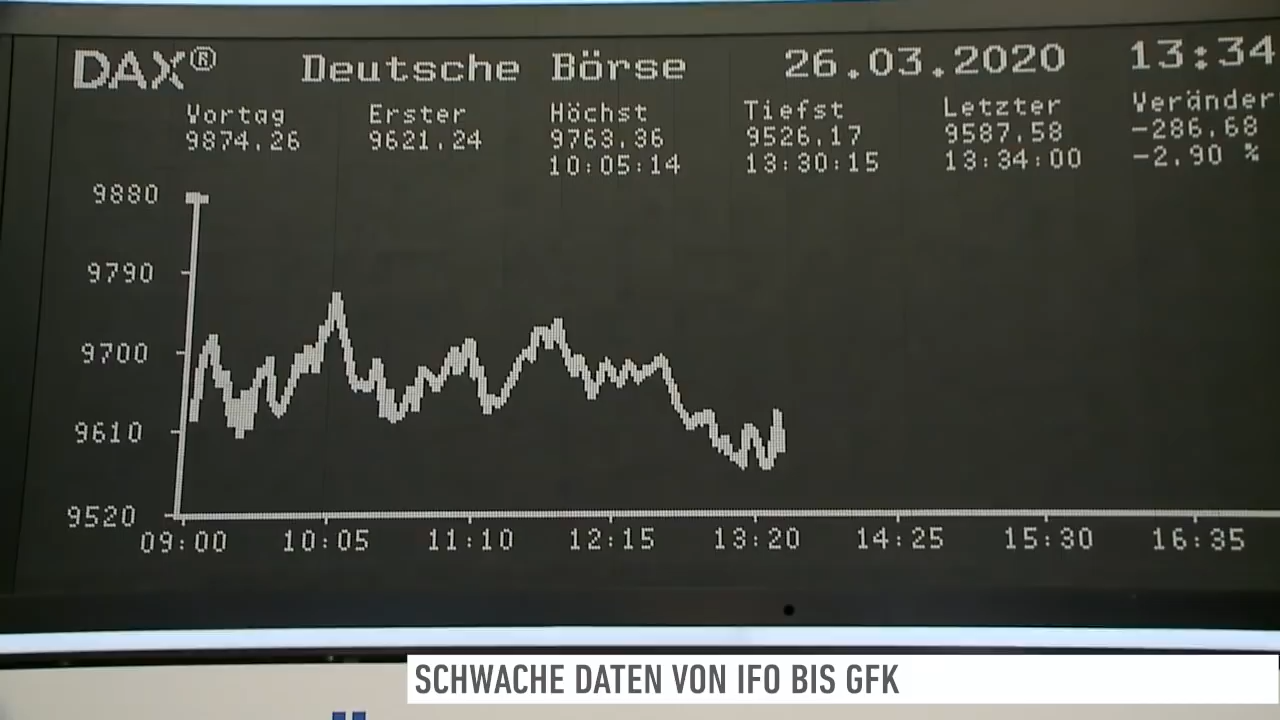 DAX® Deutsche Börse 26.03.2020 13:34
Vortag Erster Höchst Tiefst Letzter Veränder
9874.26 9621.24 9763.36 9526.17 9587.58 -286.68
10:05:14 13:30:15 13:34:00 -2.90 %
9880
9790
9700
9610
9520
09:00 10:05 11:10 12:15 13:20 14:25 15:30 16:35
SCHWACHE DATEN VON IFO BIS GFK